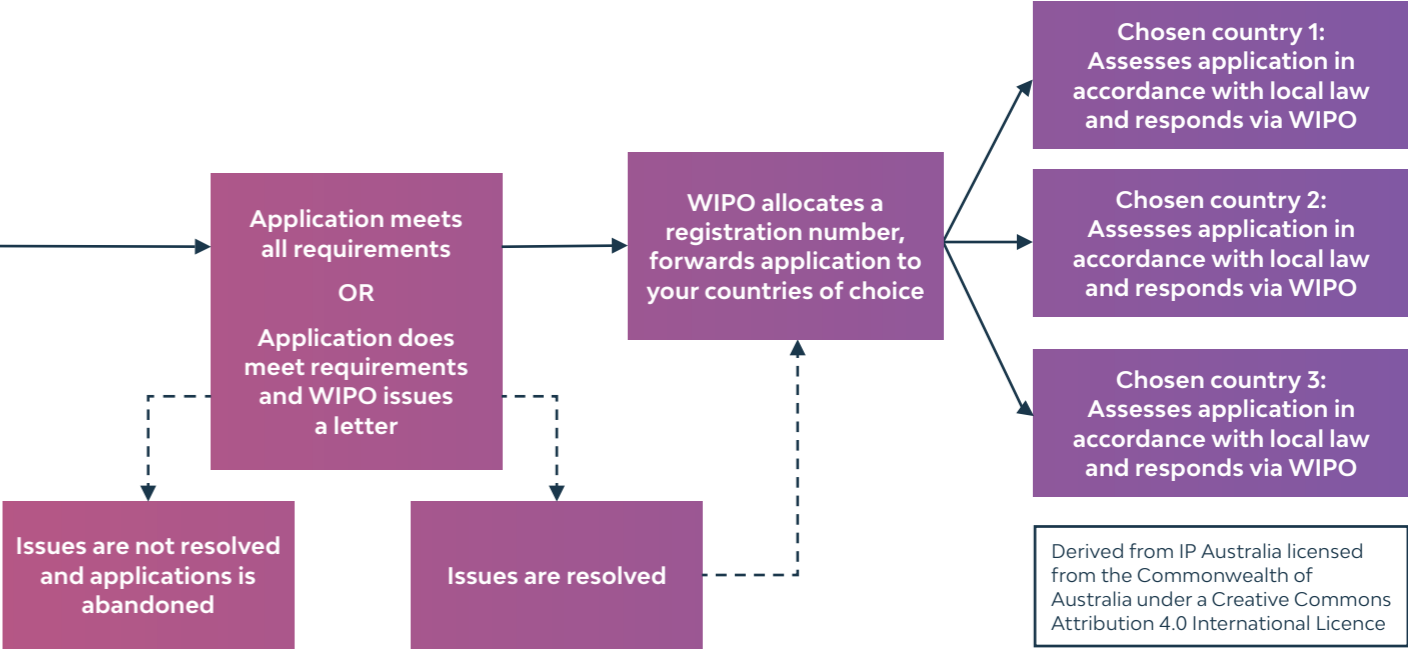 Application meets
all requirements
OR
Application does
meet requirements
and WIPO issues
a letter
Issues are not resolved
and applications is
abandoned
Issues are resolved
WIPO allocates a
registration number,
forwards application to
your countries of choice
Chosen country 1:
Assesses application in
accordance with local law
and responds via WIPO
Chosen country 2:
Assesses application in
accordance with local law
and responds via WIPO
Chosen country 3:
Assesses application in
accordance with local law
and responds via WIPO
Derived from IP Australia licensed
from the Commonwealth of
Australia under a Creative Commons
Attribution 4.0 International Licence